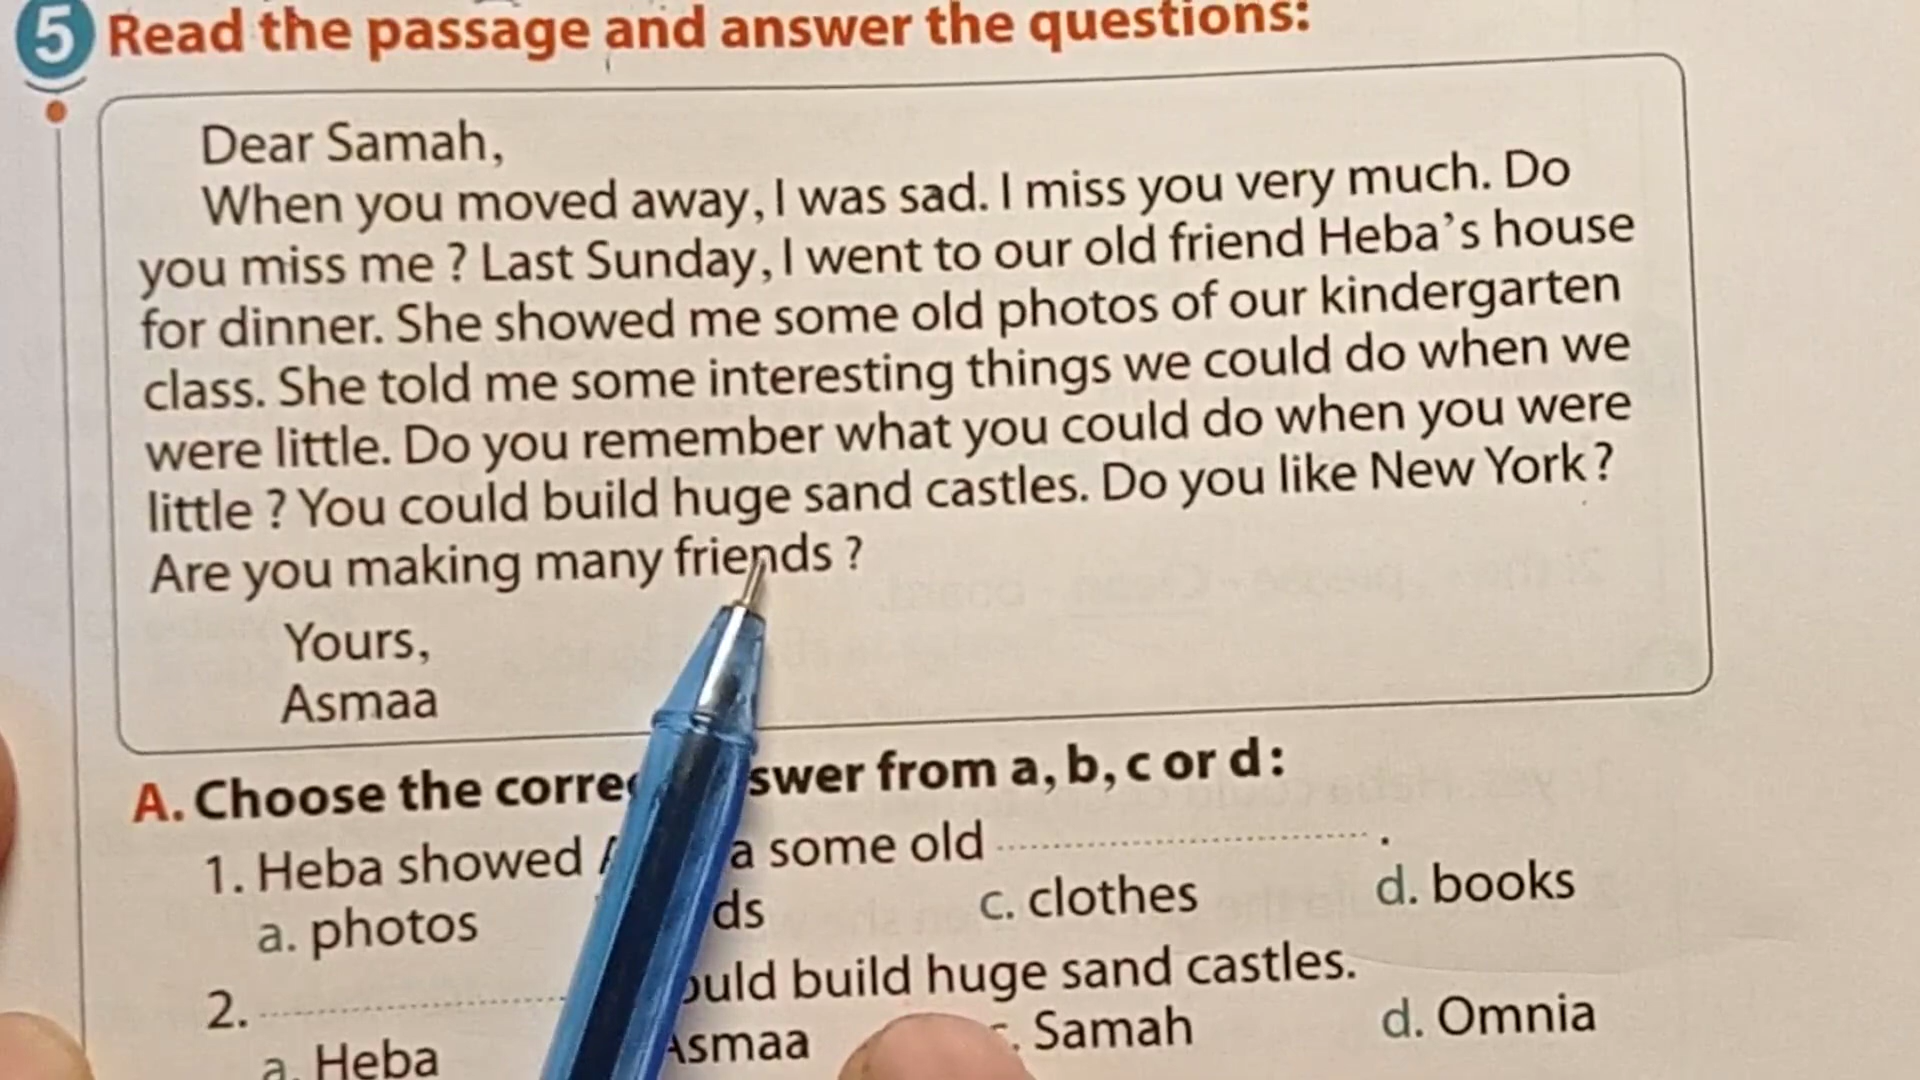 5 Read the passage and answer the questions:
Dear Samah,
When you moved away, I was sad. I miss you very much. Do
you miss me ? Last Sunday, I went to our old friend Heba's house
for dinner. She showed me some old photos of our kindergarten
class. She told me some interesting things we could do when we
were little. Do you remember what you could do when you were
little ? You could build huge sand castles. Do you like New York ?
Are you making many friends ?
Yours,
Asmaa
A. Choose the swer from a, b, c or d :
1. Heba showed some old .
a. photos c. clothes d. books
2. build huge sand castles.
a. Heba Asmaa c. Samah d. Omnia